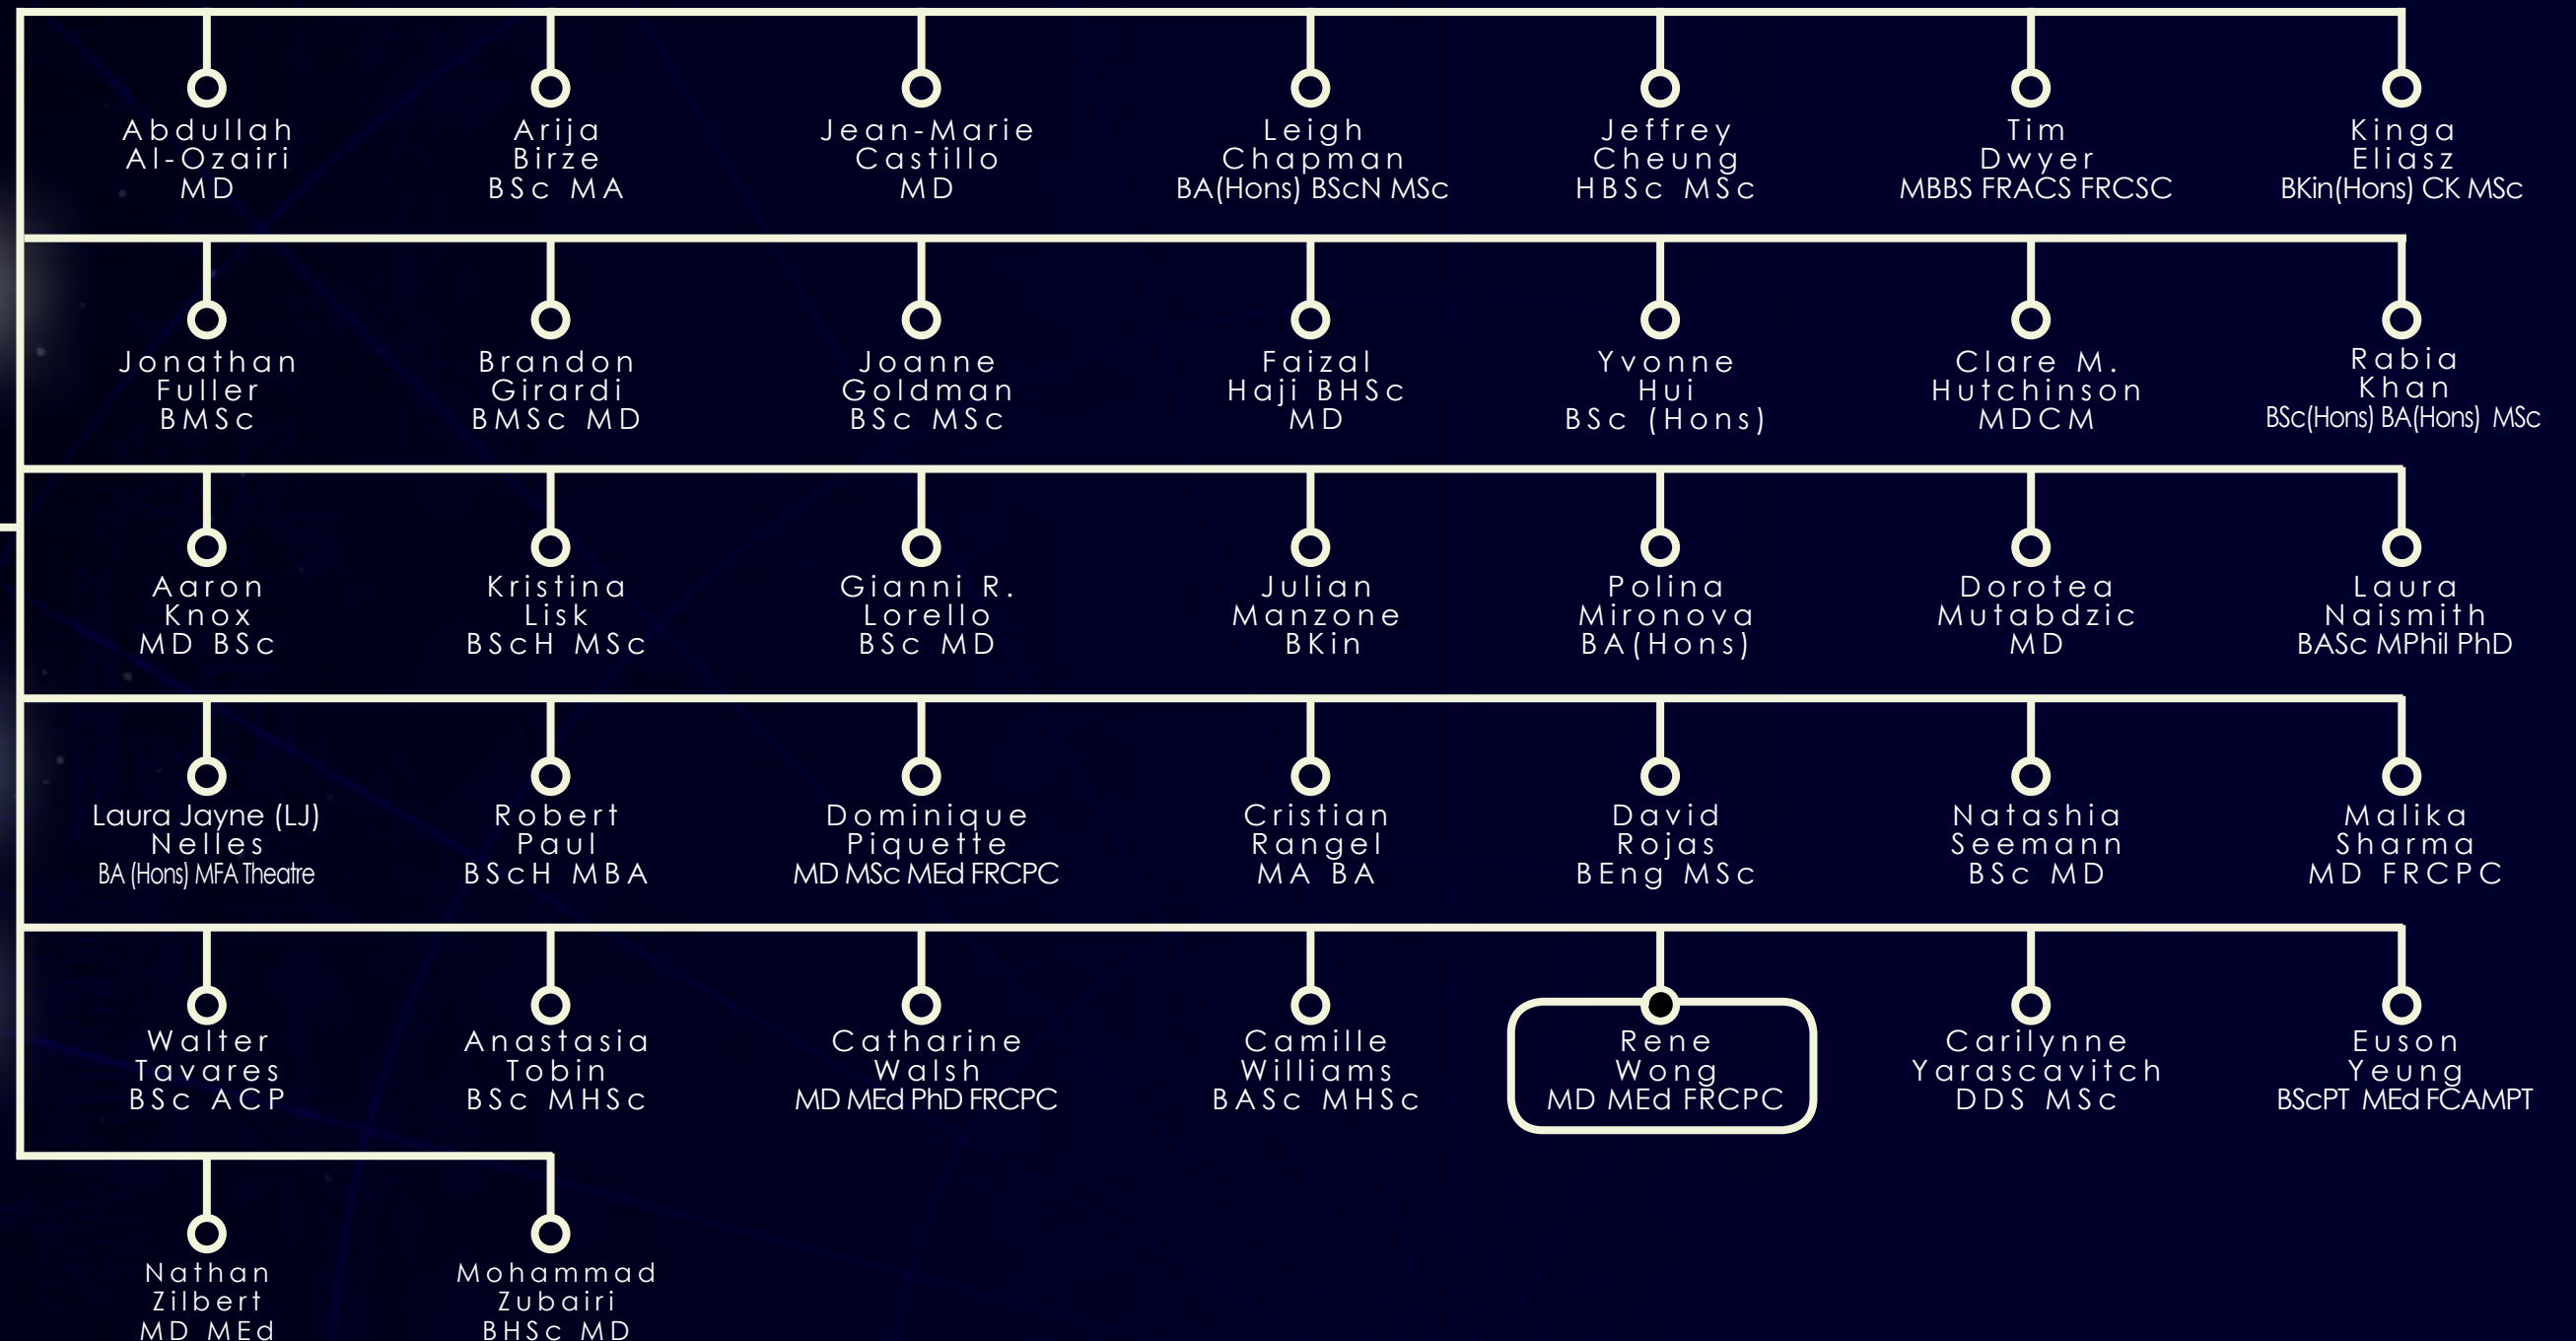 Abdullah
Al-Ozairi
MD
Arija
Birze
BSc MA
Jean-Marie
Castillo
MD
Leigh
Chapman
BA(Hons) BScN MSc
Jeffrey
Cheung
HBSc MSc
Tim
Dwyer
MBBS FRACS FRCSC
Kinga
Eliasz
BKin(Hons) CK MSc
Jonathan
Fuller
BMSc
Brandon
Girardi
BMSc MD
Joanne
Goldman
BSc MSc
Faizal
Haji BHSc
MD
Yvonne
Hui
BSc (Hons)
Clare M.
Hutchinson
MDCM
Rabia
Khan
BSc(Hons) BA(Hons) MSc
Aaron
Knox
MD BSc
Kristina
Lisk
BScH MSc
Gianni R.
Lorello
BSc MD
Julian
Manzone
BKin
Polina
Mironova
BA(Hons)
Dorotea
Mutabdzic
MD
Laura
Naismith
BASc MPhil PhD
Laura Jayne (LJ)
Nelles
BA (Hons) MFA Theatre
Robert
Paul
BScH MBA
Dominique
Piquette
MD MSc MEd FRCPC
Cristian
Rangel
MA BA
David
Rojas
BEng MSc
Natashia
Seemann
BSc MD
Malika
Sharma
MD FRCPC
Walter
Tavares
BSc ACP
Anastasia
Tobin
BSc MHSc
Catharine
Walsh
MD MEd PhD FRCPC
Camille
Williams
BASc MHSc
Rene
Wong
MD MEd FRCPC
Carilynne
Yarascavitch
DDS MSc
Euson
Yeung
BScPT MEd FCAMPT
Nathan
Zilbert
MD MEd
Mohammad
Zubairi
BHSc MD